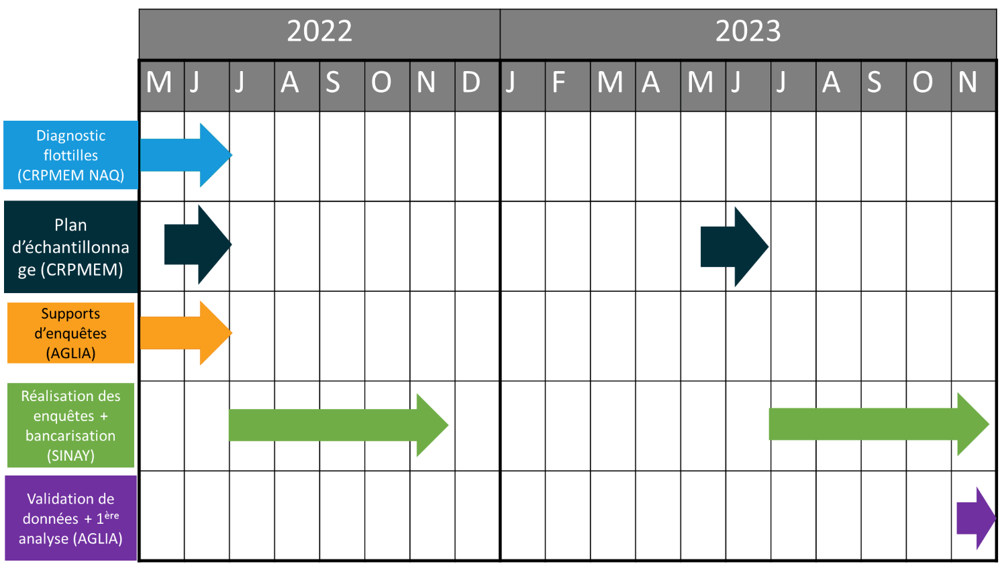 2022 2023
M J J A S O N D J F M A M J J A S O N
Diagnostic
flottilles
(CRPMEM NAQ)
Plan
d’échantillonna
ge (CRPMEM)
Supports
d’enquêtes
(AGLIA)
Réalisation des
enquêtes +
bancarisation
(SINAY)
Validation de
données + 1ère
analyse (AGLIA)